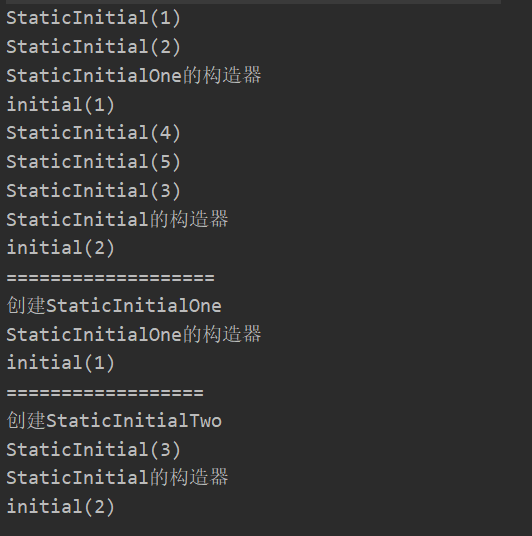 StaticInitial(1)
StaticInitial(2)
StaticInitialOne的构造器
initial(1)
StaticInitial(4)
StaticInitial(5)
StaticInitial(3)
StaticInitial的构造器
initial(2)
===================
创建StaticInitialOne
StaticInitialOne的构造器
initial(1)
==================
创建StaticInitialTwo
StaticInitial(3)
StaticInitial的构造器
initial(2)